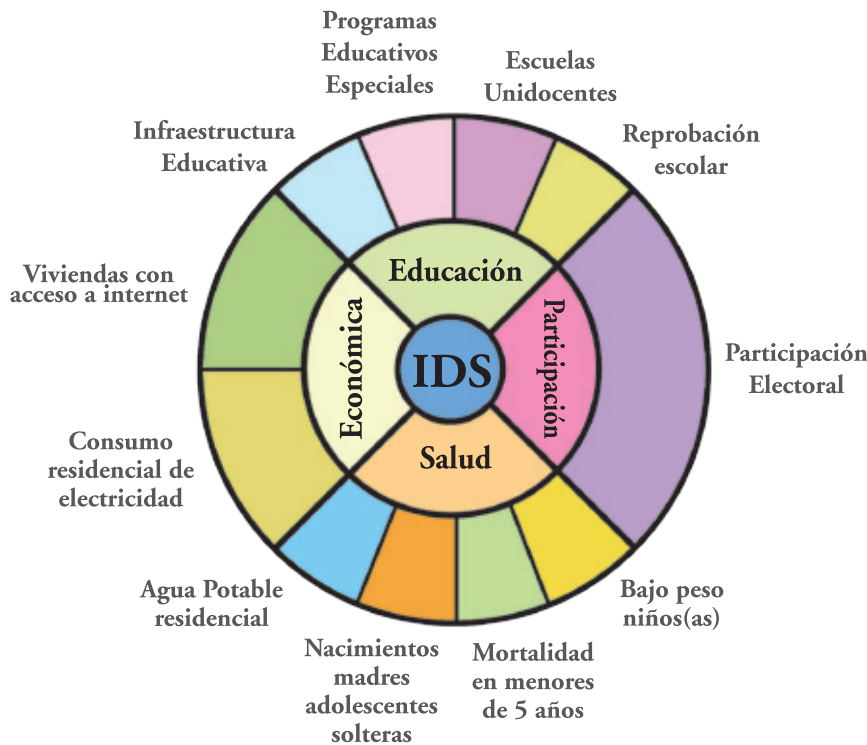 Programas
Educativos
Especiales
Escuelas
Unidocentes
Infraestructura
Educativa
Reprobación
escolar
Educación
Viviendas con
acceso a internet
Económica
IDS
Participación
Participación
Electoral
Salud
Consumo
residencial de
electricidad
Agua Potable
residencial
Nacimientos
madres
adolescentes
solteras
Mortalidad
en menores
de 5 años
Bajo peso
niños(as)